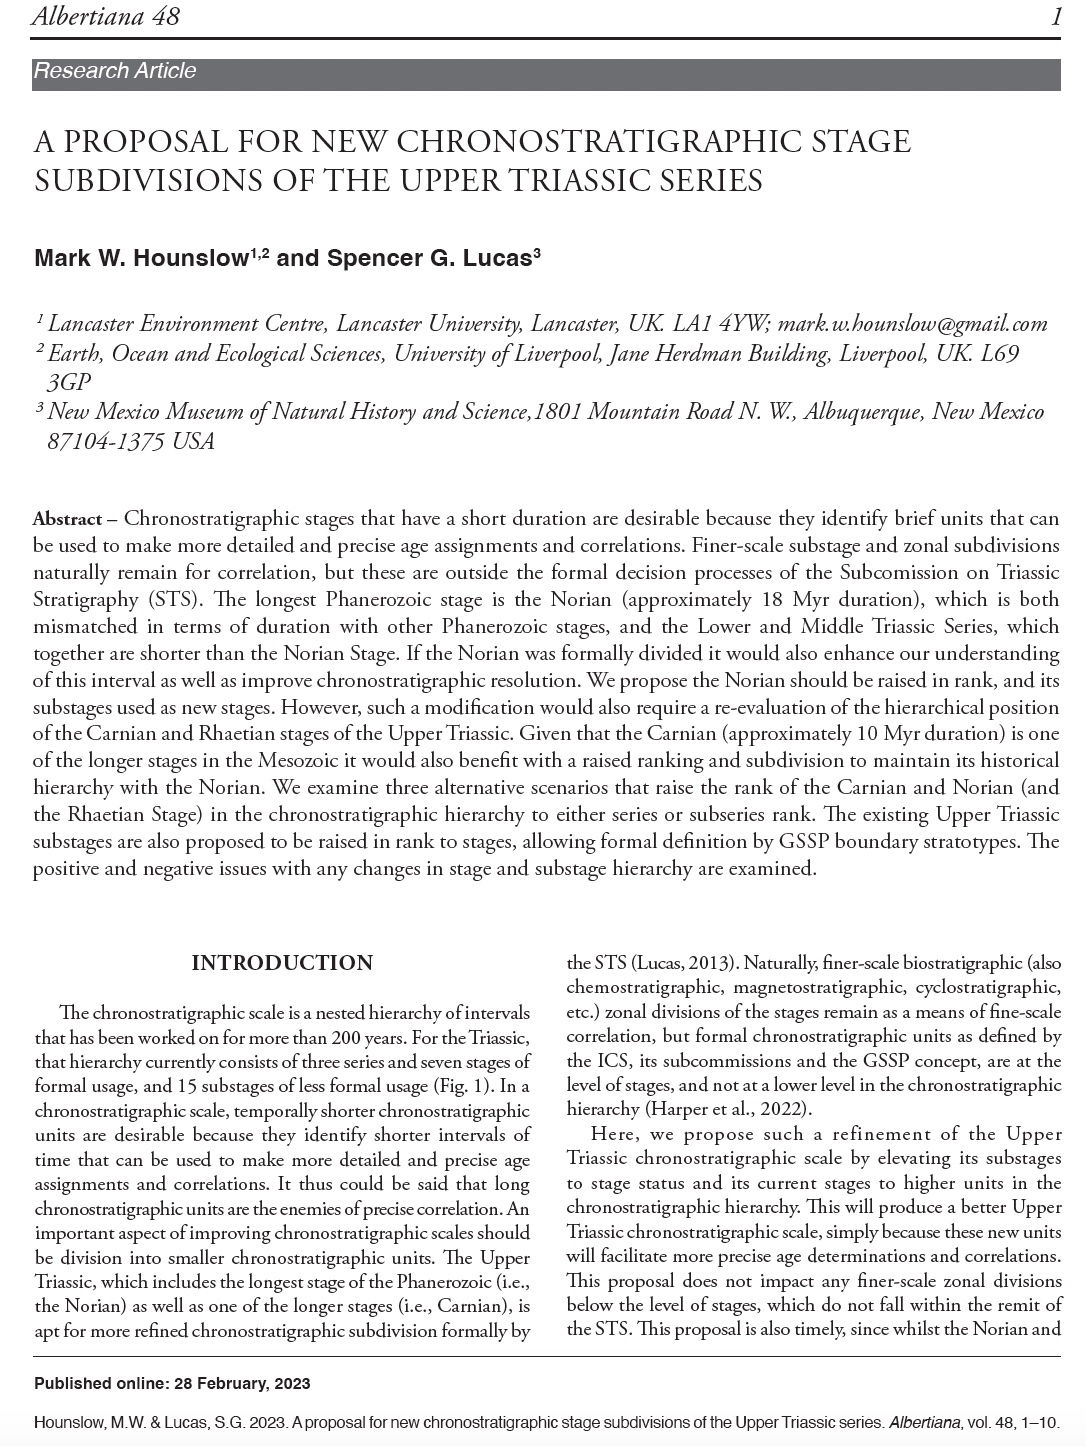 Albertiana 48 1
Research Article
A PROPOSAL FOR NEW CHRONOSTRATIGRAPHIC STAGE
SUBDIVISIONS OF THE UPPER TRIASSIC SERIES
Mark W. Hounslow1,2 and Spencer G. Lucas3
1 Lancaster Environment Centre, Lancaster University, Lancaster, UK. LA1 4YW; mark.w.hounslow@gmail.com
2 Earth, Ocean and Ecological Sciences, University of Liverpool, Jane Herdman Building, Liverpool, UK. L69
3GP
3 New Mexico Museum of Natural History and Science,1801 Mountain Road N. W., Albuquerque, New Mexico
87104-1375 USA
Abstract – Chronostratigraphic stages that have a short duration are desirable because they identify brief units that can
be used to make more detailed and precise age assignments and correlations. Finer-scale substage and zonal subdivisions
naturally remain for correlation, but these are outside the formal decision processes of the Subcomission on Triassic
Stratigraphy (STS). The longest Phanerozoic stage is the Norian (approximately 18 Myr duration), which is both
mismatched in terms of duration with other Phanerozoic stages, and the Lower and Middle Triassic Series, which
together are shorter than the Norian Stage. If the Norian was formally divided it would also enhance our understanding
of this interval as well as improve chronostratigraphic resolution. We propose the Norian should be raised in rank, and its
substages used as new stages. However, such a modification would also require a re-evaluation of the hierarchical position
of the Carnian and Rhaetian stages of the Upper Triassic. Given that the Carnian (approximately 10 Myr duration) is one
of the longer stages in the Mesozoic it would also benefit with a raised ranking and subdivision to maintain its historical
hierarchy with the Norian. We examine three alternative scenarios that raise the rank of the Carnian and Norian (and
the Rhaetian Stage) in the chronostratigraphic hierarchy to either series or subseries rank. The existing Upper Triassic
substages are also proposed to be raised in rank to stages, allowing formal definition by GSSP boundary stratotypes. The
positive and negative issues with any changes in stage and substage hierarchy are examined.
INTRODUCTION
The chronostratigraphic scale is a nested hierarchy of intervals
that has been worked on for more than 200 years. For the Triassic,
that hierarchy currently consists of three series and seven stages of
formal usage, and 15 substages of less formal usage (Fig. 1). In a
chronostratigraphic scale, temporally shorter chronostratigraphic
units are desirable because they identify shorter intervals of
time that can be used to make more detailed and precise age
assignments and correlations. It thus could be said that long
chronostratigraphic units are the enemies of precise correlation. An
important aspect of improving chronostratigraphic scales should
be division into smaller chronostratigraphic units. The Upper
Triassic, which includes the longest stage of the Phanerozoic (i.e.,
the Norian) as well as one of the longer stages (i.e., Carnian), is
apt for more refined chronostratigraphic subdivision formally by
the STS (Lucas, 2013). Naturally, finer-scale biostratigraphic (also
chemostratigraphic, magnetostratigraphic, cyclostratigraphic,
etc.) zonal divisions of the stages remain as a means of fine-scale
correlation, but formal chronostratigraphic units as defined by
the ICS, its subcommissions and the GSSP concept, are at the
level of stages, and not at a lower level in the chronostratigraphic
hierarchy (Harper et al., 2022).
Here, we propose such a refinement of the Upper
Triassic chronostratigraphic scale by elevating its substages
to stage status and its current stages to higher units in the
chronostratigraphic hierarchy. This will produce a better Upper
Triassic chronostratigraphic scale, simply because these new units
will facilitate more precise age determinations and correlations.
This proposal does not impact any finer-scale zonal divisions
below the level of stages, which do not fall within the remit of
the STS. This proposal is also timely, since whilst the Norian and
Published online: 28 February, 2023
Hounslow, M.W. & Lucas, S.G. 2023. A proposal for new chronostratigraphic stage subdivisions of the Upper Triassic series. Albertiana, vol. 48, 1–10.